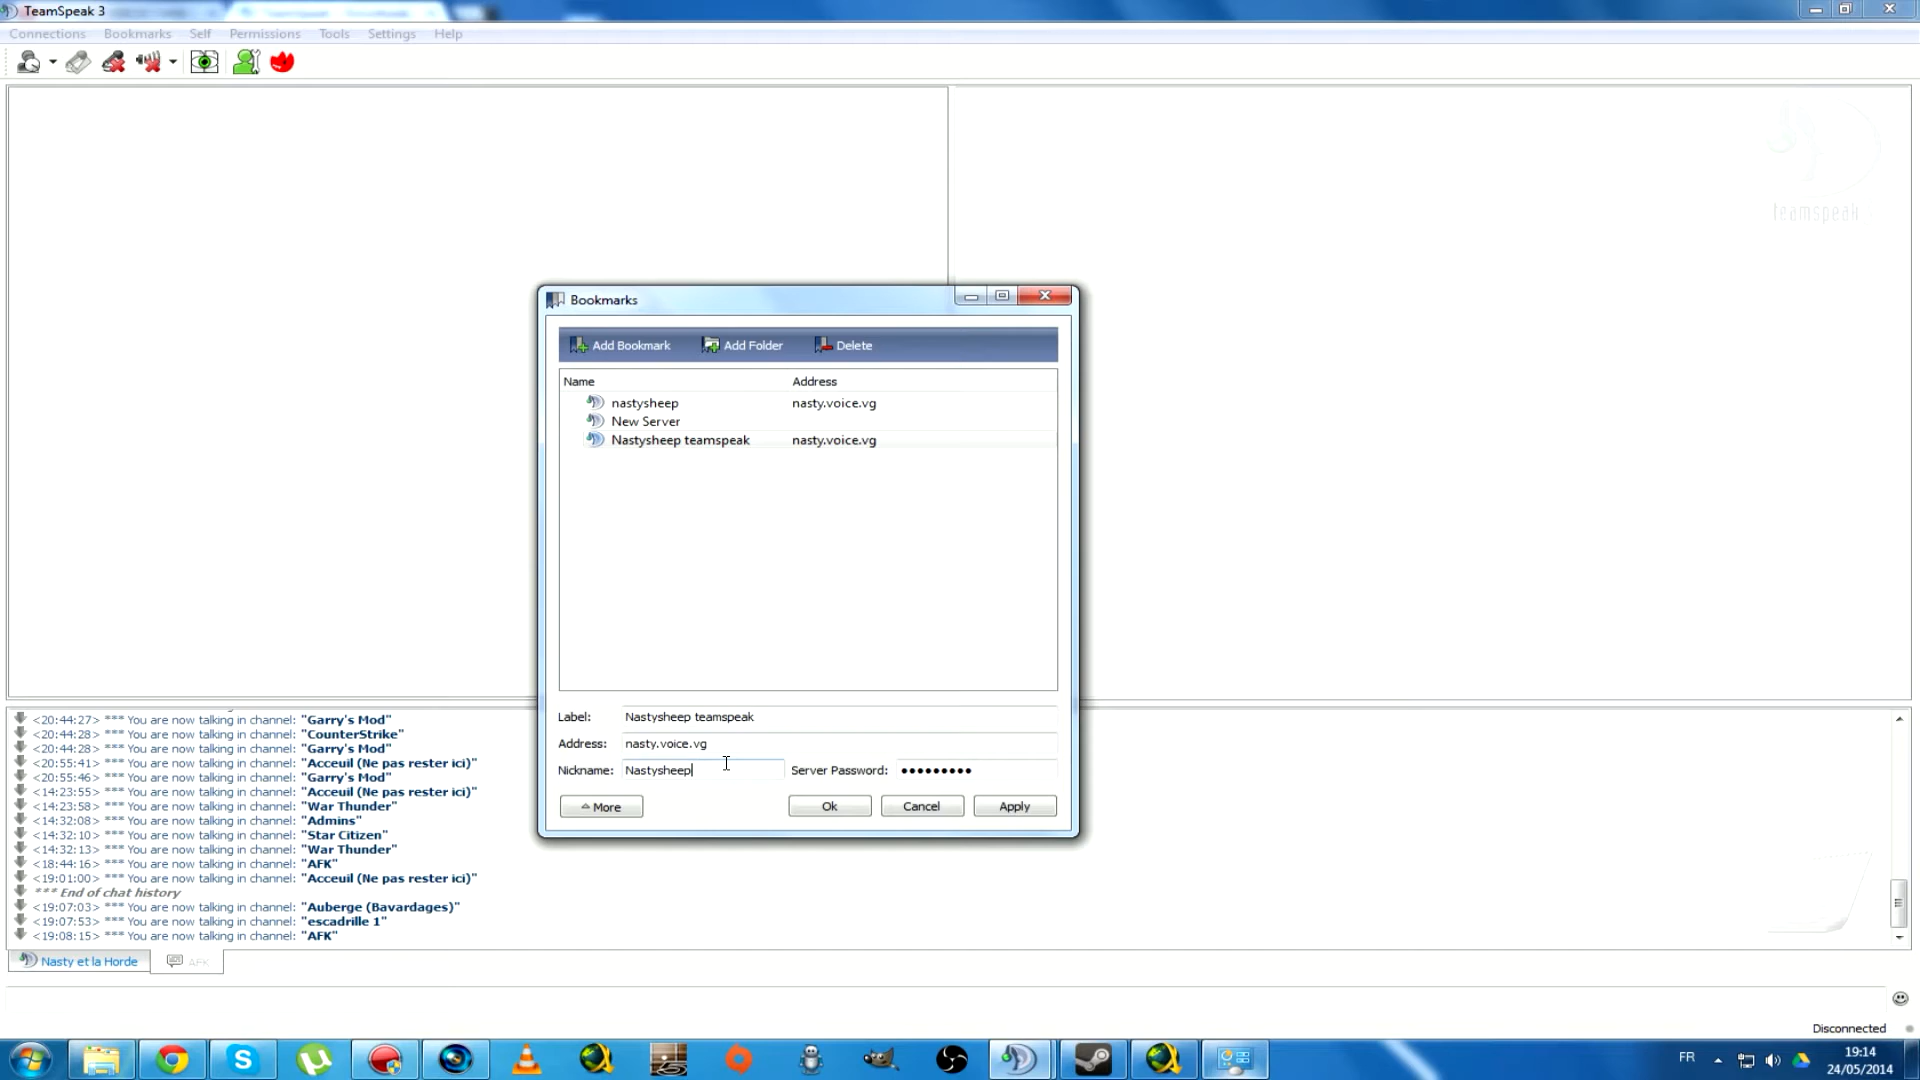 TeamSpeak 3
Connections Bookmarks Self Permissions Tools Settings Help
teamspeak
Bookmarks
Add Bookmark Add Folder Delete
Name Address
nastysheep nasty.voice.vg
New Server
Nastysheep teamspeak nasty.voice.vg
Label: Nastysheep teamspeak
Address: nasty.voice.vg
Nickname: Nastysheep Server Password: ●●●●●●●●●
More Ok Cancel Apply
<20:44:27> *** You are now talking in channel: "Garry's Mod"
<20:44:28> *** You are now talking in channel: "CounterStrike"
<20:44:28> *** You are now talking in channel: "Garry's Mod"
<20:55:41> *** You are now talking in channel: "Acceuil (Ne pas rester ici)"
<20:55:46> *** You are now talking in channel: "Garry's Mod"
<14:23:55> *** You are now talking in channel: "Acceuil (Ne pas rester ici)"
<14:23:58> *** You are now talking in channel: "War Thunder"
<14:32:08> *** You are now talking in channel: "Admins"
<14:32:10> *** You are now talking in channel: "Star Citizen"
<14:32:13> *** You are now talking in channel: "War Thunder"
<18:44:16> *** You are now talking in channel: "AFK"
<19:01:00> *** You are now talking in channel: "Acceuil (Ne pas rester ici)"
*** End of chat history
<19:07:03> *** You are now talking in channel: "Auberge (Bavardages)"
<19:07:53> *** You are now talking in channel: "escadrille 1"
<19:08:15> *** You are now talking in channel: "AFK"
Nasty et la Horde AFK
Disconnected
FR 19:14
24/05/2014